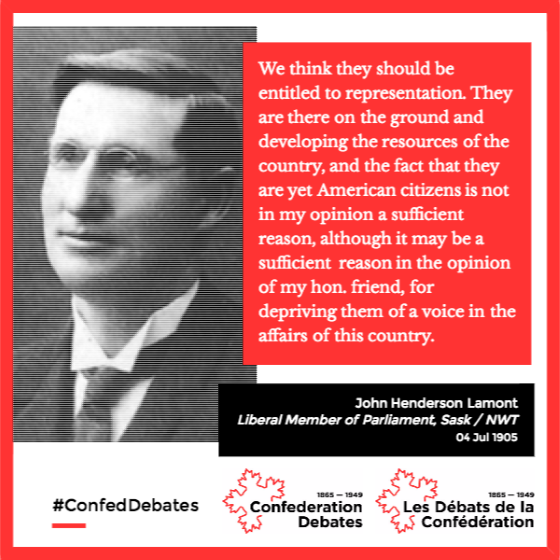 We think they should be
entitled to representation. They
are there on the ground and
developing the resources of the
country, and the fact that they
are yet American citizens is not
in my opinion a sufficient
reason, although it may be a
sufficient reason in the opinion
of my hon. friend, for
depriving them of a voice in the
affairs of this country.
John Henderson Lamont
Liberal Member of Parliament, Sask / NWT
04 Jul 1905
#ConfedDebates
1865 — 1949
Confederation
Debates
1865 — 1949
Les Débats de la
Confédération